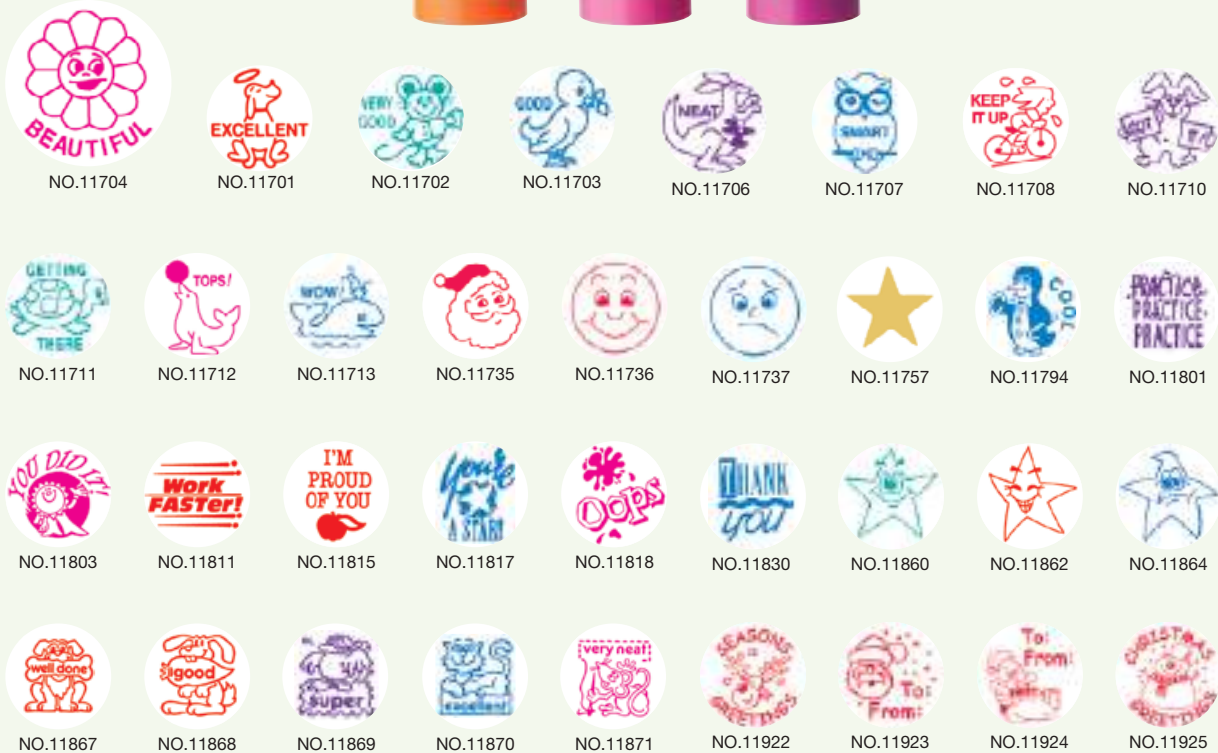 BEAUTIFUL
NO.11704
EXCELLENT
NO.11701
VERY
GOOD
NO.11702
GOOD
NO.11703
NEAT
NO.11706
SMART
NO.11707
KEEP
IT UP
NO.11708
NO.11710
GETTING
THERE
NO.11711
TOPS!
NO.11712
WOW!
NO.11713
NO.11735
NO.11736
NO.11737
NO.11757
COOL
NO.11794
PRACTICE·
PRACTICE·
PRACTICE
NO.11801
YOU DID IT!
NO.11803
Work
FASTer!
NO.11811
I'M
PROUD
OF YOU
NO.11815
You're
A STAR!
NO.11817
Oops
NO.11818
THANK
YOU
NO.11830
NO.11860
NO.11862
NO.11864
well done
NO.11867
good
NO.11868
super
NO.11869
excellent
NO.11870
very neat
NO.11871
SEASONS
GREETINGS
NO.11922
To:
From:
NO.11923
To:
From:
NO.11924
CHRISTMAS
GREETINGS
NO.11925